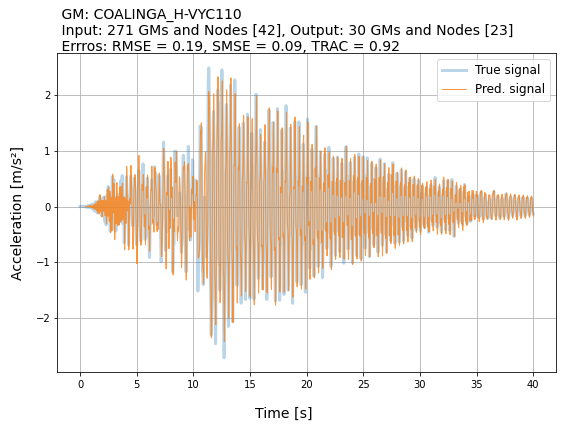 GM: COALINGA_H-VYC110
Input: 271 GMs and Nodes [42], Output: 30 GMs and Nodes [23]
Errros: RMSE = 0.19, SMSE = 0.09, TRAC = 0.92
True signal
Pred. signal
2
1
0
−1
−2
Acceleration [m/s²]
0 5 10 15 20 25 30 35 40
Time [s]